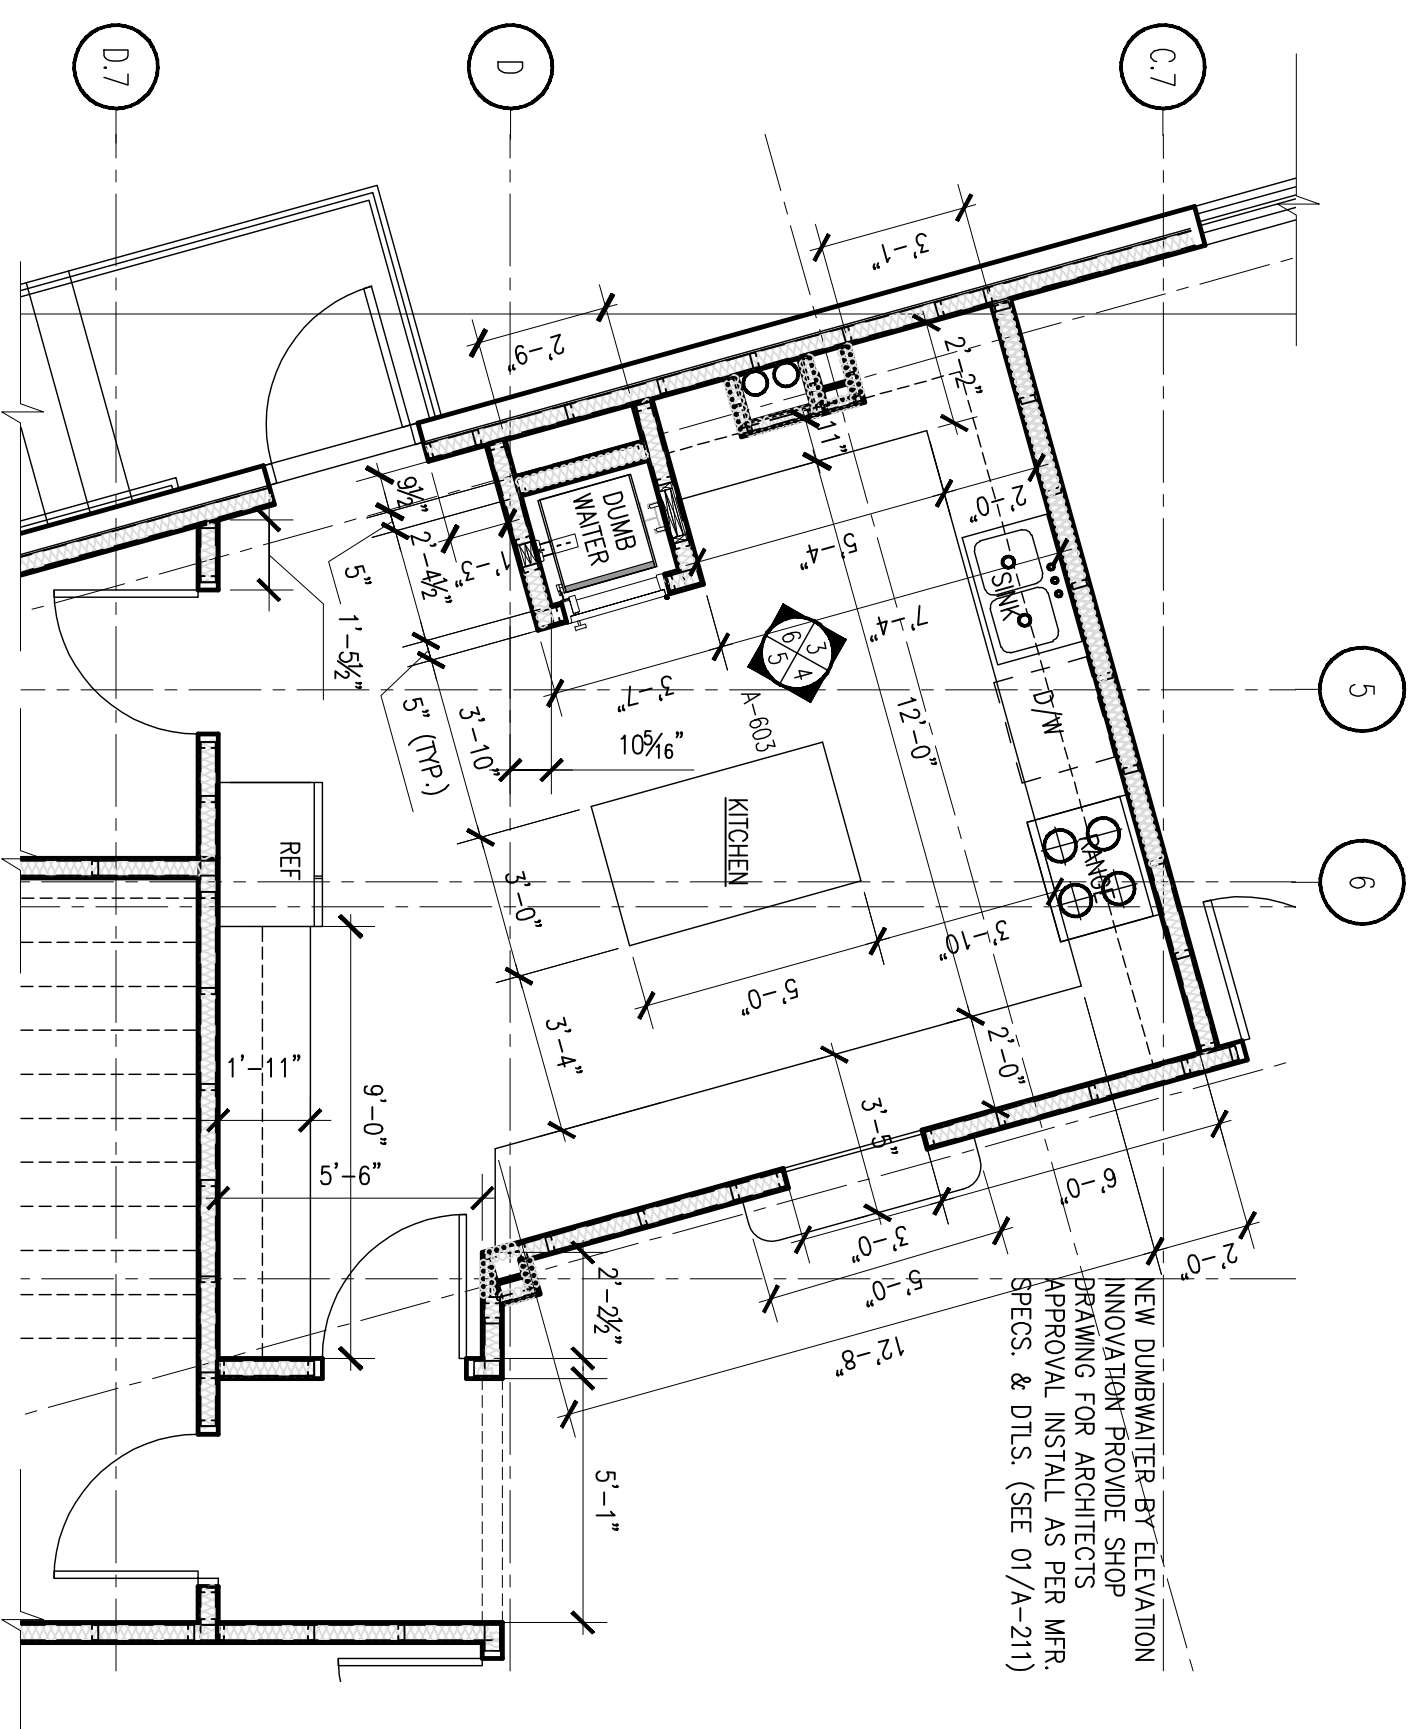 D.7
D
C.7
5
6
3'-1"
2'-9"
2'-2"
11"
2'-0"
5'-4"
7'-4"
12'-0"
9½"
2'-4½"
1'-3"
5"
1'-5½"
5" (TYP.)
3'-10"
3'-7"
10 5/16"
DUMB
WAITER
SINK
D/W
RANGE
3
4
5
6
A-603
KITCHEN
REF
3'-0"
3'-4"
5'-0"
3'-10"
2'-0"
3'-5"
6'-0"
2'-0"
3'-0"
5'-0"
12'-8"
1'-11"
9'-0"
5'-6"
2'-2½"
5'-1"
NEW DUMBWAITER BY ELEVATION
INNOVATION PROVIDE SHOP
DRAWING FOR ARCHITECTS
APPROVAL INSTALL AS PER MFR.
SPECS. & DTLS. (SEE 01/A-211)